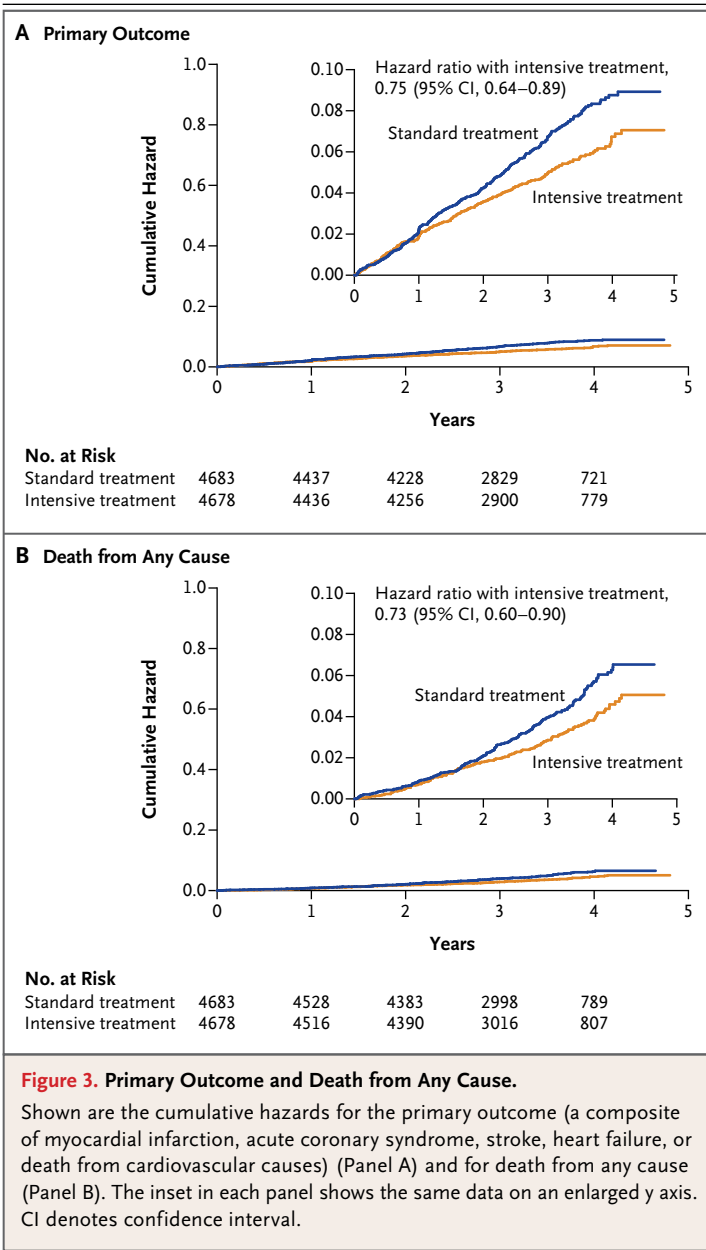 A Primary Outcome
Cumulative Hazard
1.0
0.8
0.6
0.4
0.2
0.0
0 1 2 3 4 5
Years
0.10
0.08
0.06
0.04
0.02
0.00
0 1 2 3 4 5
Hazard ratio with intensive treatment,
0.75 (95% CI, 0.64–0.89)
Standard treatment
Intensive treatment
No. at Risk
Standard treatment 4683 4437 4228 2829 721
Intensive treatment 4678 4436 4256 2900 779
B Death from Any Cause
Cumulative Hazard
1.0
0.8
0.6
0.4
0.2
0.0
0 1 2 3 4 5
Years
0.10
0.08
0.06
0.04
0.02
0.00
0 1 2 3 4 5
Hazard ratio with intensive treatment,
0.73 (95% CI, 0.60–0.90)
Standard treatment
Intensive treatment
No. at Risk
Standard treatment 4683 4528 4383 2998 789
Intensive treatment 4678 4516 4390 3016 807
Figure 3. Primary Outcome and Death from Any Cause.
Shown are the cumulative hazards for the primary outcome (a composite
of myocardial infarction, acute coronary syndrome, stroke, heart failure, or
death from cardiovascular causes) (Panel A) and for death from any cause
(Panel B). The inset in each panel shows the same data on an enlarged y axis.
CI denotes confidence interval.